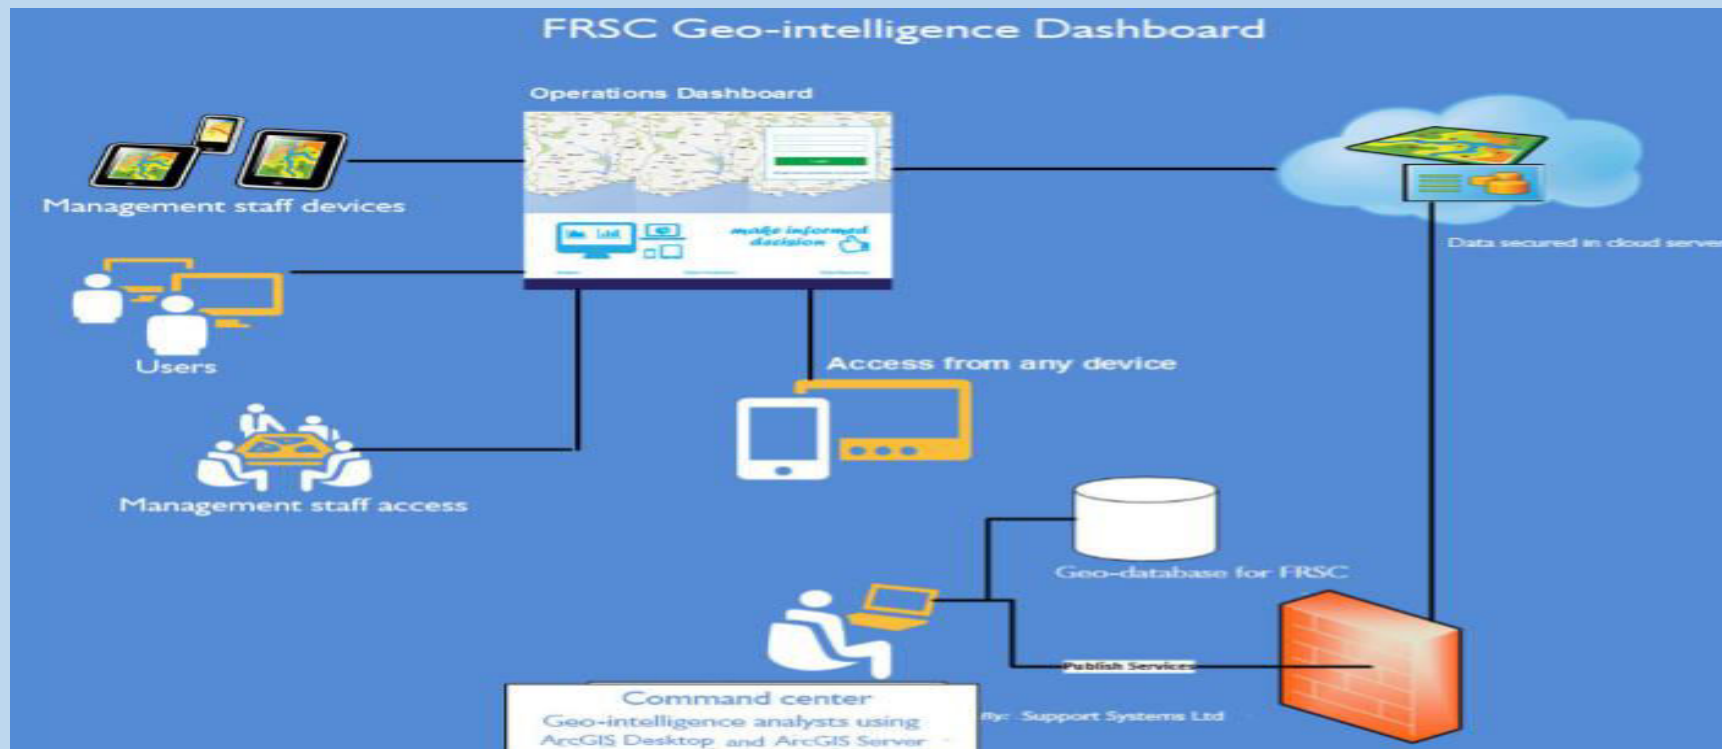 FRSC Geo-intelligence Dashboard
Operations Dashboard
make informed
decision
Management staff devices
Data secured in cloud server
Users
Access from any device
Management staff access
Geo-database for FRSC
Publish Services
Command center
Geo-intelligence analysts using
ArcGIS Desktop and ArcGIS Server
Support Systems Ltd